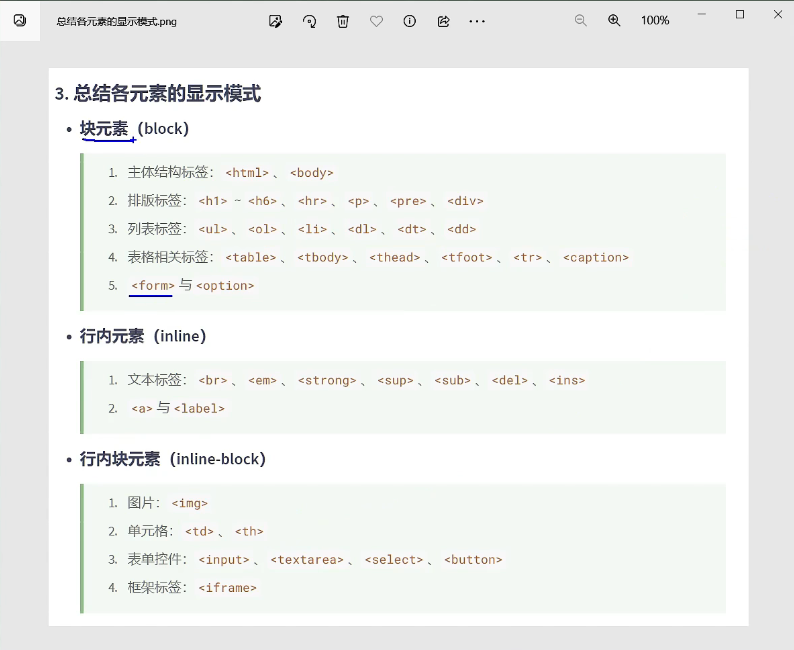 总结各元素的显示模式.png
100%
3. 总结各元素的显示模式
• 块元素（block）
1. 主体结构标签： <html> 、 <body>
2. 排版标签： <h1> ~ <h6> 、 <hr> 、 <p> 、 <pre> 、 <div>
3. 列表标签： <ul> 、 <ol> 、 <li> 、 <dl> 、 <dt> 、 <dd>
4. 表格相关标签： <table> 、 <tbody> 、 <thead> 、 <tfoot> 、 <tr> 、 <caption>
5. <form> 与 <option>
• 行内元素（inline）
1. 文本标签： <br> 、 <em> 、 <strong> 、 <sup> 、 <sub> 、 <del> 、 <ins>
2. <a> 与 <label>
• 行内块元素（inline-block）
1. 图片： <img>
2. 单元格： <td> 、 <th>
3. 表单控件： <input> 、 <textarea> 、 <select> 、 <button>
4. 框架标签： <iframe>